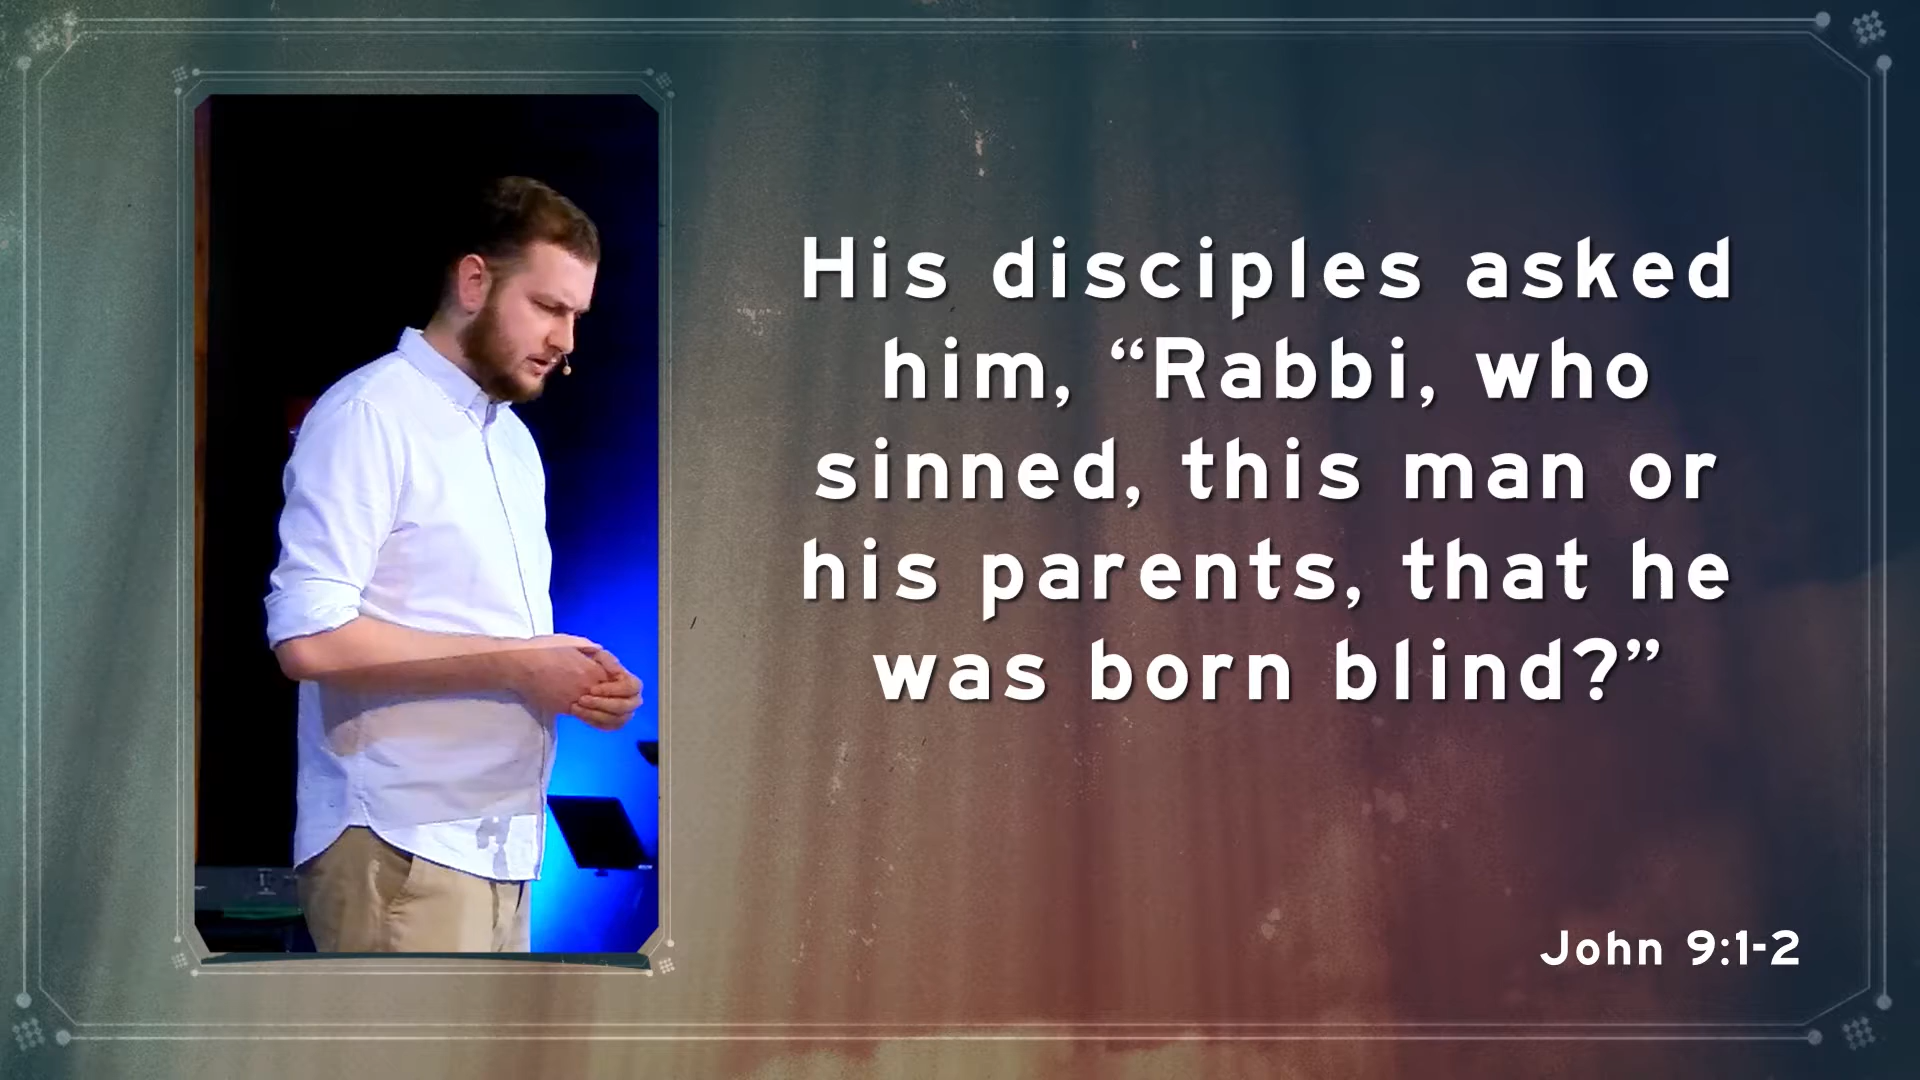 His disciples asked
him, “Rabbi, who
sinned, this man or
his parents, that he
was born blind?”
John 9:1-2